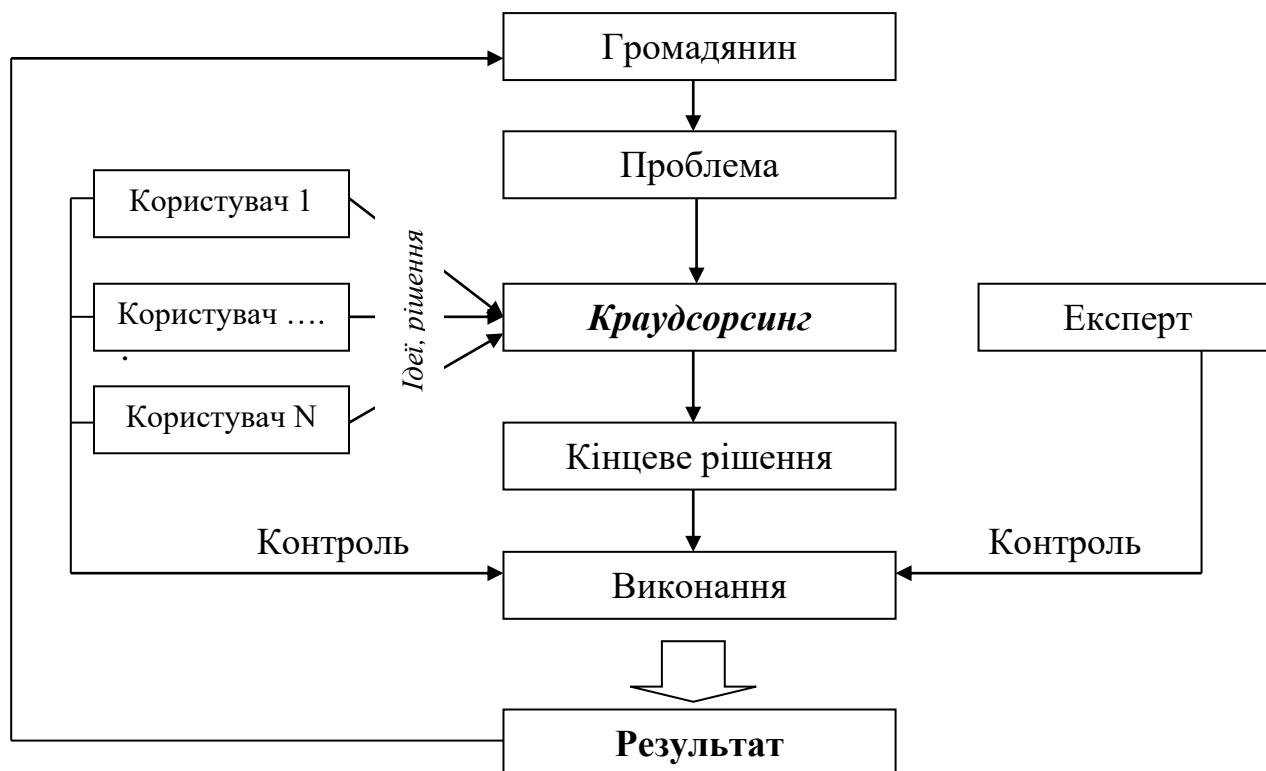 Громадянин
Проблема
Користувач 1
Ідеї, рішення
Користувач ….
.
Краудсорсинг
Експерт
Користувач N
Кінцеве рішення
Контроль
Контроль
Виконання
Результат